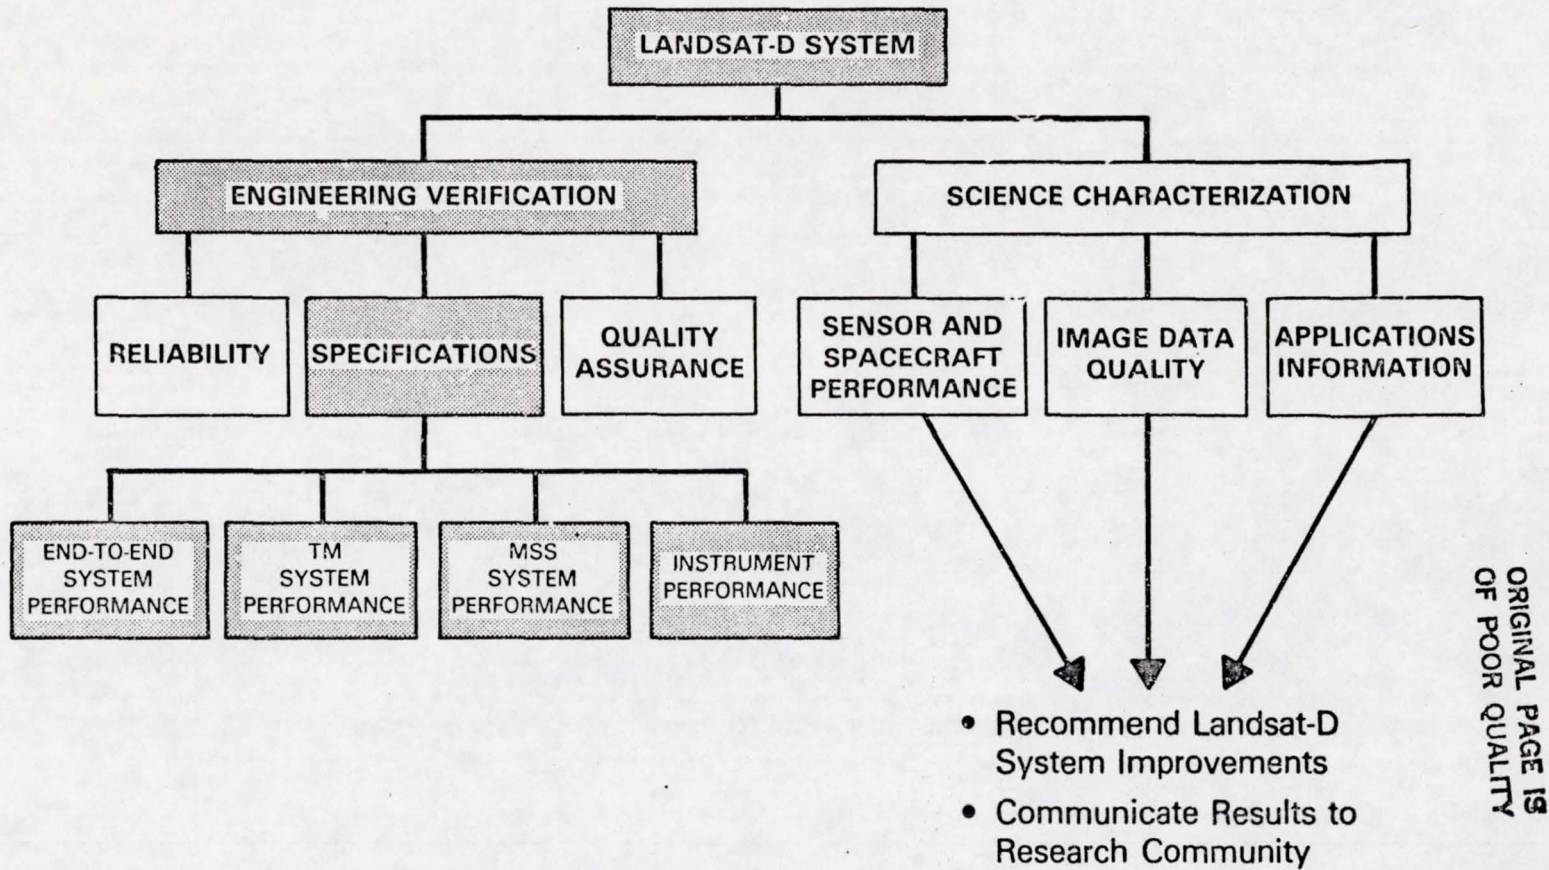 LANDSAT-D SYSTEM
ENGINEERING VERIFICATION
SCIENCE CHARACTERIZATION
RELIABILITY
SPECIFICATIONS
QUALITY
ASSURANCE
SENSOR AND
SPACECRAFT
PERFORMANCE
IMAGE DATA
QUALITY
APPLICATIONS
INFORMATION
END-TO-END
SYSTEM
PERFORMANCE
TM
SYSTEM
PERFORMANCE
MSS
SYSTEM
PERFORMANCE
INSTRUMENT
PERFORMANCE
• Recommend Landsat-D
System Improvements
• Communicate Results to
Research Community
ORIGINAL PAGE IS
OF POOR QUALITY